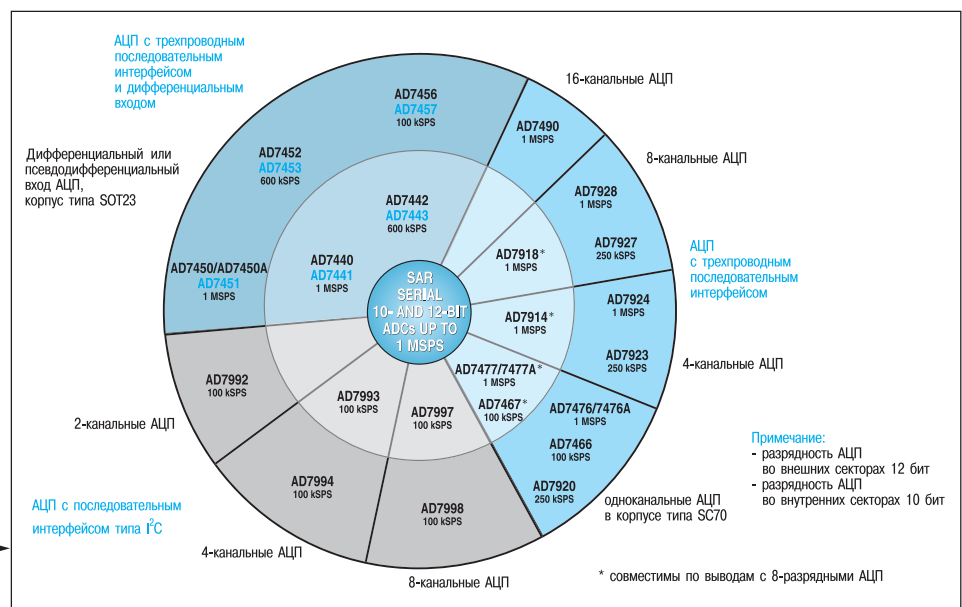 АЦП с трехпроводным
последовательным
интерфейсом
и дифференциальным
входом
Дифференциальный или
псевдодифференциальный
вход АЦП,
корпус типа SOT23
AD7456
AD7457
100 kSPS
AD7452
AD7453
600 kSPS
AD7450/AD7450A
AD7451
1 MSPS
AD7442
AD7443
600 kSPS
AD7440
AD7441
1 MSPS
16-канальные АЦП
AD7490
1 MSPS
8-канальные АЦП
AD7928
1 MSPS
AD7927
250 kSPS
AD7918*
1 MSPS
АЦП
с трехпроводным
последовательным
интерфейсом
AD7924
1 MSPS
AD7923
250 kSPS
AD7914*
1 MSPS
4-канальные АЦП
SAR
SERIAL
10- AND 12-BIT
ADCs UP TO
1 MSPS
AD7477/7477A*
1 MSPS
AD7467*
100 kSPS
AD7476/7476A
1 MSPS
AD7466
100 kSPS
AD7920
250 kSPS
одноканальные АЦП
в корпусе типа SC70
AD7992
100 kSPS
2-канальные АЦП
AD7993
100 kSPS
AD7997
100 kSPS
AD7994
100 kSPS
AD7998
100 kSPS
АЦП с последовательным
интерфейсом типа I²C
4-канальные АЦП
8-канальные АЦП
Примечание:
- разрядность АЦП
во внешних секторах 12 бит
- разрядность АЦП
во внутренних секторах 10 бит
* совместимы по выводам с 8-разрядными АЦП